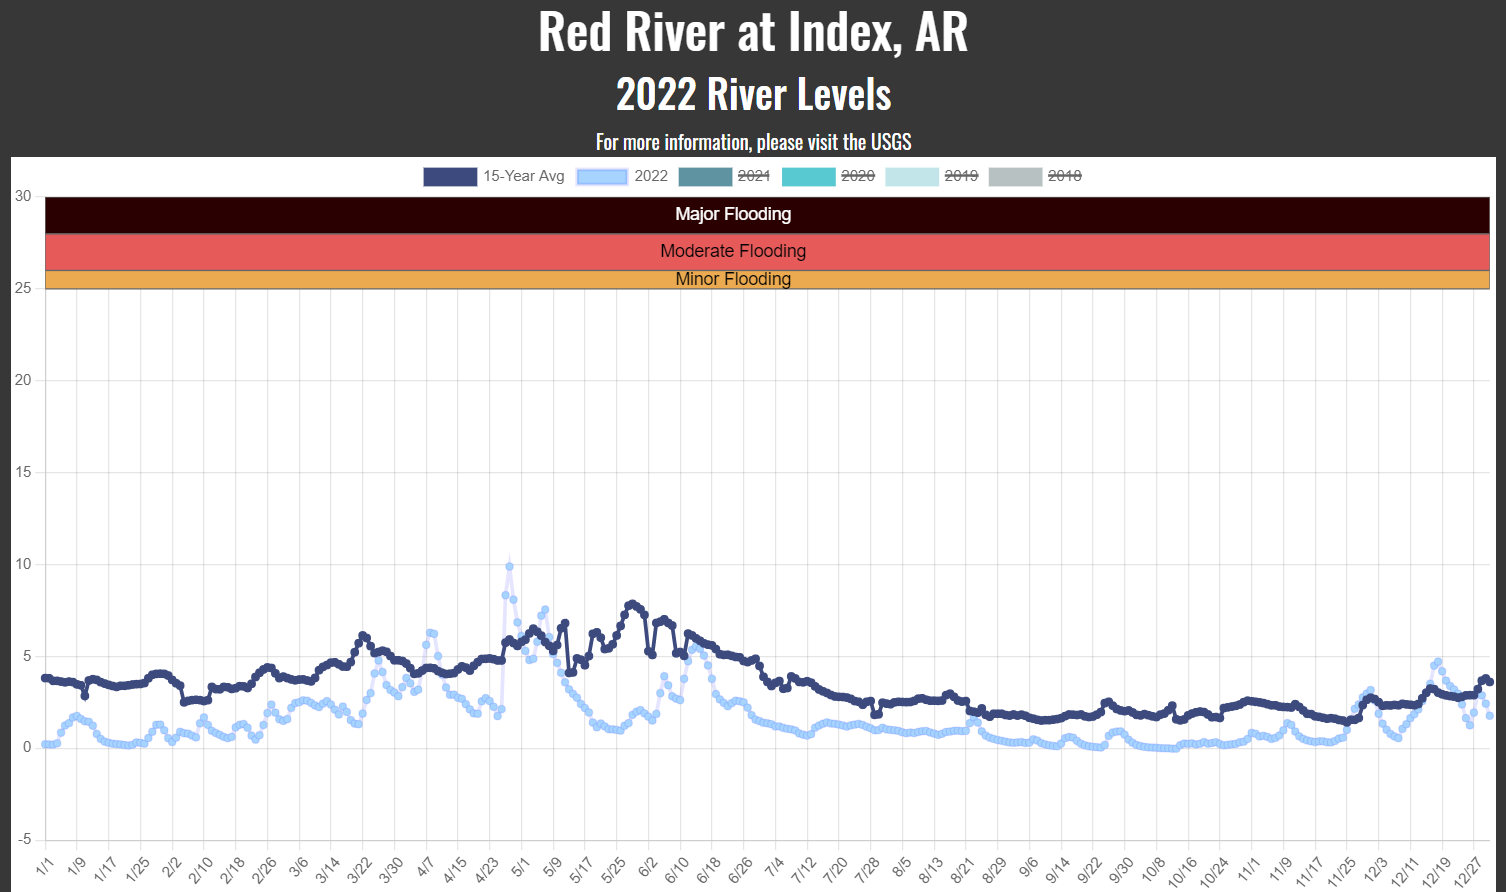 Red River at Index, AR
2022 River Levels
For more information, please visit the USGS
15-Year Avg 2022 2021 2020 2019 2018
30
Major Flooding
Moderate Flooding
Minor Flooding
25
20
15
10
5
0
-5
1/1 1/9 1/17 1/25 2/2 2/10 2/18 2/26 3/6 3/14 3/22 3/30 4/7 4/15 4/23 5/1 5/9 5/17 5/25 6/2 6/10 6/18 6/26 7/4 7/12 7/20 7/28 8/5 8/13 8/21 8/29 9/6 9/14 9/22 9/30 10/8 10/16 10/24 11/1 11/9 11/17 11/25 12/3 12/11 12/19 12/27